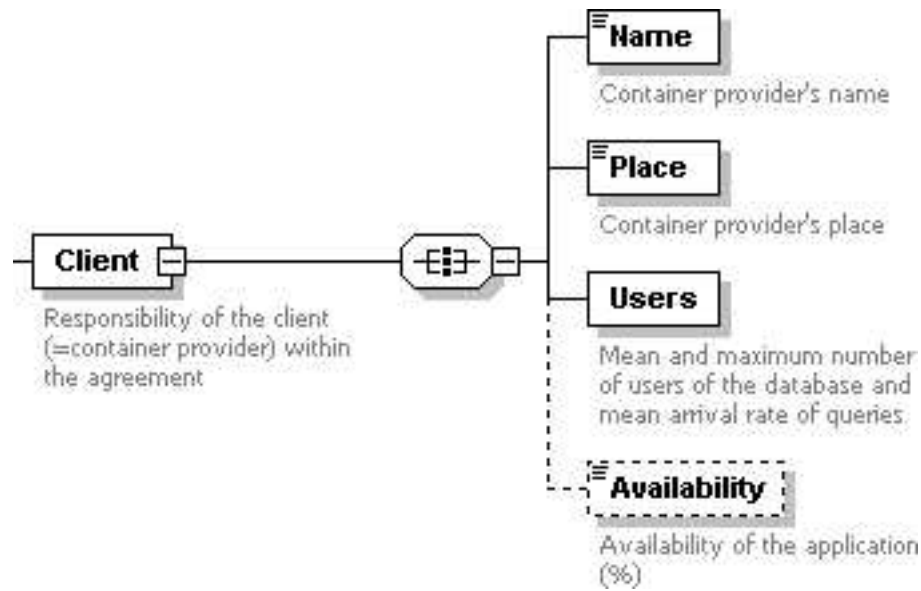 Name
Container provider's name
Place
Container provider's place
Client
Responsibility of the client
(=container provider) within
the agreement
Users
Mean and maximum number
of users of the database and
mean arrival rate of queries
Availability
Availability of the application
(%)